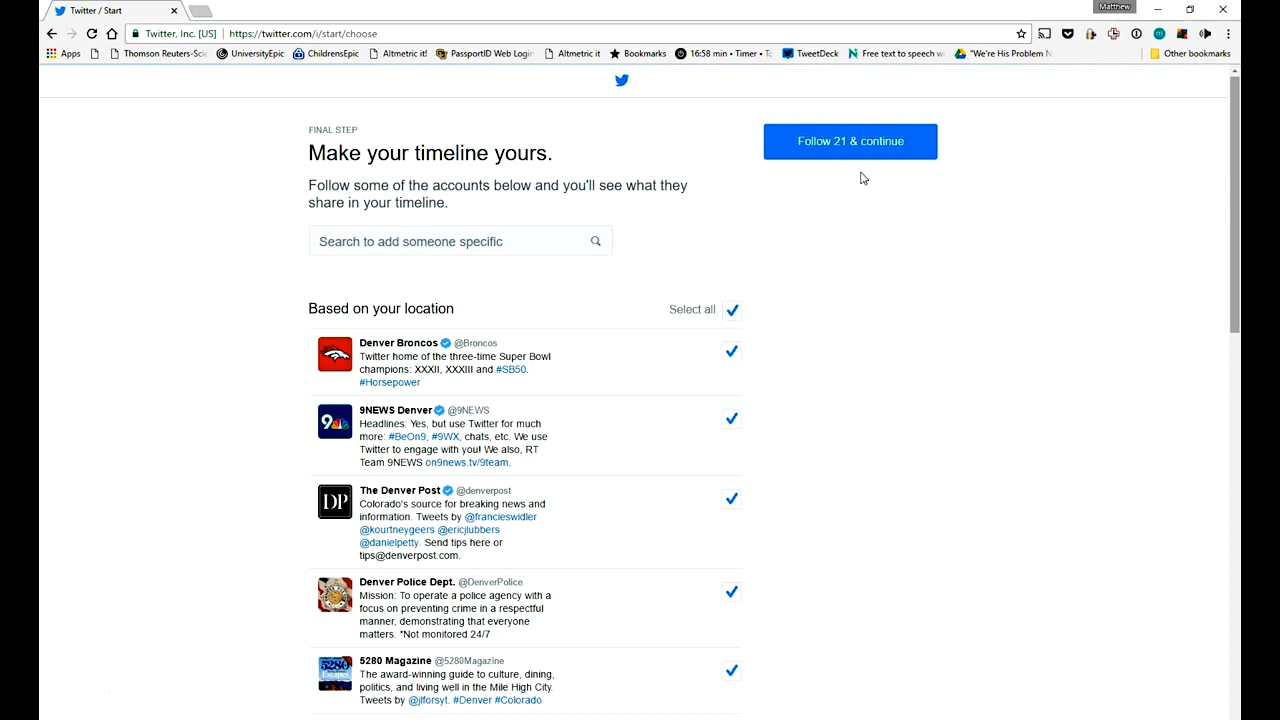 Twitter / Start
Matthew
Twitter, Inc. [US] https://twitter.com/i/start/choose
Apps Thomson Reuters-Sci UniversityEpic ChildrensEpic Altmetric it! PassportID Web Login Altmetric it Bookmarks 16:58 min • Timer • TweetDeck Free text to speech "We're His Problem N Other bookmarks
FINAL STEP
Follow 21 & continue
Make your timeline yours.
Follow some of the accounts below and you'll see what they
share in your timeline.
Search to add someone specific
Based on your location Select all
Denver Broncos @Broncos
Twitter home of the three-time Super Bowl
champions: XXXII, XXXIII and #SB50.
#Horsepower
9NEWS Denver @9NEWS
Headlines: Yes, but use Twitter for much
more: #BeOn9, #9WX, chats, etc. We use
Twitter to engage with you! We also, RT
Team 9NEWS on9news.tv/9team.
DP
The Denver Post @denverpost
Colorado's source for breaking news and
information. Tweets by @francieswidler
@kourtneygeers @ericjlubbers
@danielpetty. Send tips here or
tips@denverpost.com.
Denver Police Dept. @DenverPolice
Mission: To operate a police agency with a
focus on preventing crime in a respectful
manner, demonstrating that everyone
matters. *Not monitored 24/7
5280
Escapes
5280 Magazine @5280Magazine
The award-winning guide to culture, dining,
politics, and living well in the Mile High City.
Tweets by @jlforsyt. #Denver #Colorado